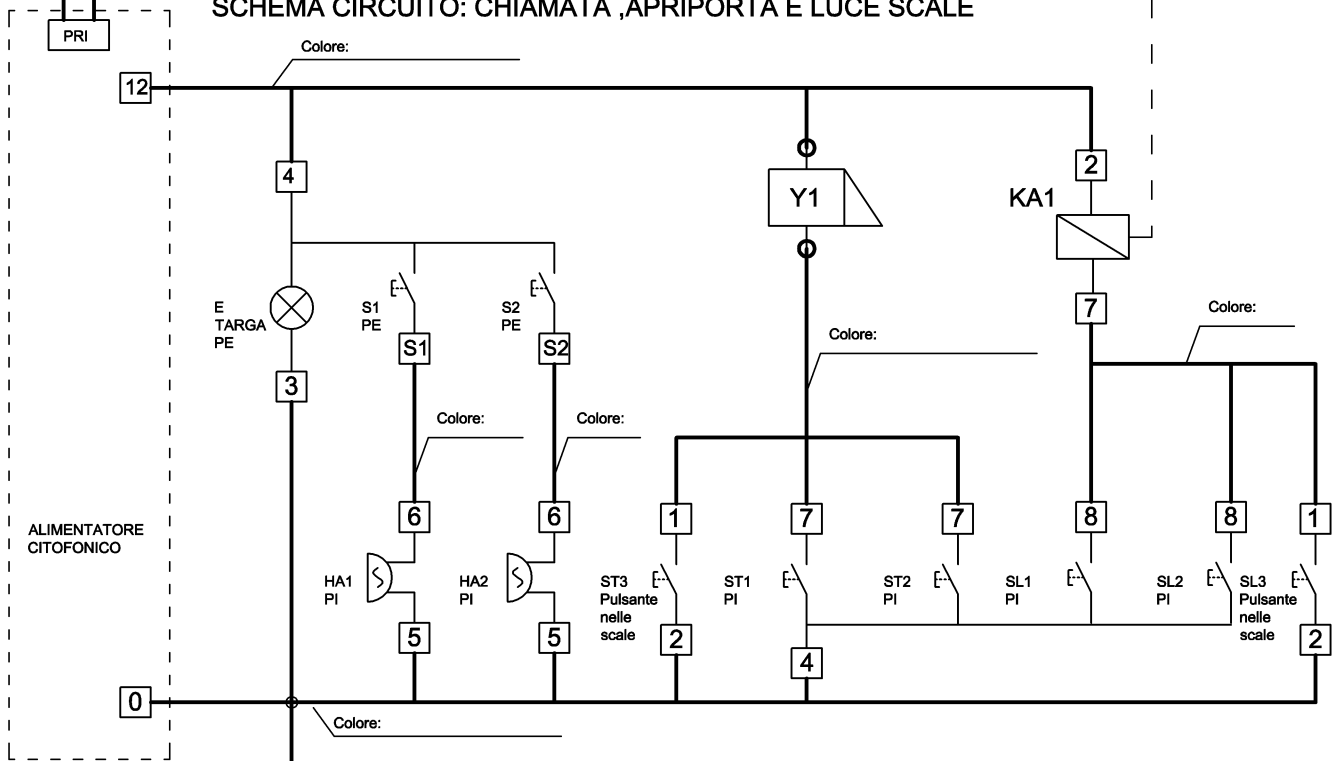 SCHEMA CIRCUITO: CHIAMATA ,APRIPORTA E LUCE SCALE
PRI
Colore:
12
4
2
Y1
KA1
E
TARGA
PE
S1
PE
S2
PE
7
Colore:
Colore:
S1
S2
3
Colore:
Colore:
6
6
1
7
7
8
8
1
ALIMENTATORE
CITOFONICO
HA1
PI
HA2
PI
ST3
Pulsante
nelle
scale
ST1
PI
ST2
PI
SL1
PI
SL2
PI
SL3
Pulsante
nelle
scale
5
5
2
4
2
0
Colore: